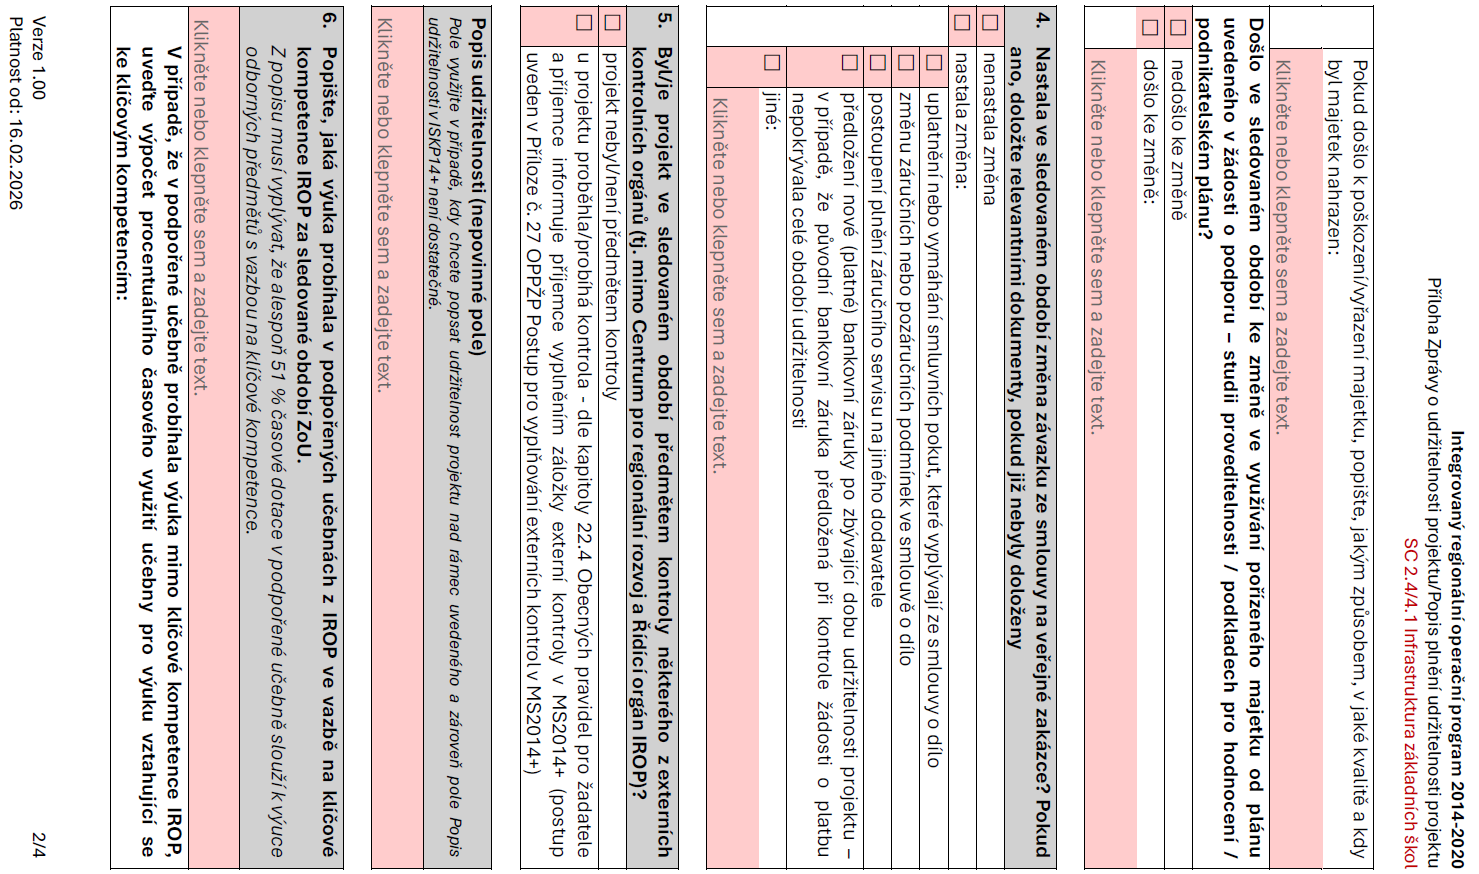 Integrovaný regionální operační program 2014-2020
Příloha Zprávy o udržitelnosti projektu/Popis plnění udržitelnosti projektu
SC 2.4/4.1 Infrastruktura základních škol
Pokud došlo k poškození/vyřazení majetku, popište, jakým způsobem, v jaké kvalitě a kdy
byl majetek nahrazen:
Klikněte nebo klepněte sem a zadejte text.
Došlo ve sledovaném období ke změně ve využívání pořízeného majetku od plánu
uvedeného v žádosti o podporu – studii proveditelnosti / podkladech pro hodnocení /
podnikatelském plánu?
☐ nedošlo ke změně
☐ došlo ke změně:
Klikněte nebo klepněte sem a zadejte text.
4. Nastala ve sledovaném období změna závazku ze smlouvy na veřejné zakázce? Pokud
ano, doložte relevantními dokumenty, pokud již nebyly doloženy
☐ nenastala změna
☐ nastala změna:
☐ uplatnění nebo vymáhání smluvních pokut, které vyplývají ze smlouvy o dílo
☐ změnu záručních nebo pozáručních podmínek ve smlouvě o dílo
☐ postoupení plnění záručního servisu na jiného dodavatele
☐ předložení nové (platné) bankovní záruky po zbývající dobu udržitelnosti projektu –
v případě, že původní bankovní záruka předložená při kontrole žádosti o platbu
nepokrývala celé období udržitelnosti
☐ jiné:
Klikněte nebo klepněte sem a zadejte text.
5. Byl/je projekt ve sledovaném období předmětem kontroly některého z externích
kontrolních orgánů (tj. mimo Centrum pro regionální rozvoj a Řídící orgán IROP)?
☐ projekt nebyl/není předmětem kontroly
☐ u projektu proběhla/probíhá kontrola - dle kapitoly 22.4 Obecných pravidel pro žadatele
a příjemce informuje příjemce vyplněním záložky externí kontroly v MS2014+ (postup
uveden v Příloze č. 27 OPPŽP Postup pro vyplňování externích kontrol v MS2014+)
Popis udržitelnosti (nepovinné pole)
Pole využijte v případě, kdy chcete popsat udržitelnost projektu nad rámec uvedeného a zároveň pole Popis
udržitelnosti v ISKP14+ není dostatečné.
Klikněte nebo klepněte sem a zadejte text.
6. Popište, jaká výuka probíhala v podpořených učebnách z IROP ve vazbě na klíčové
kompetence IROP za sledované období ZoU.
Z popisu musí vyplývat, že alespoň 51 % časové dotace v podpořené učebně slouží k výuce
odborných předmětů s vazbou na klíčové kompetence.
Klikněte nebo klepněte sem a zadejte text.
V případě, že v podpořené učebně probíhala výuka mimo klíčové kompetence IROP,
uveďte výpočet procentuálního časového využití učebny pro výuku vztahující se
ke klíčovým kompetencím:
Verze 1.00
Platnost od: 16.02.2026
2/4